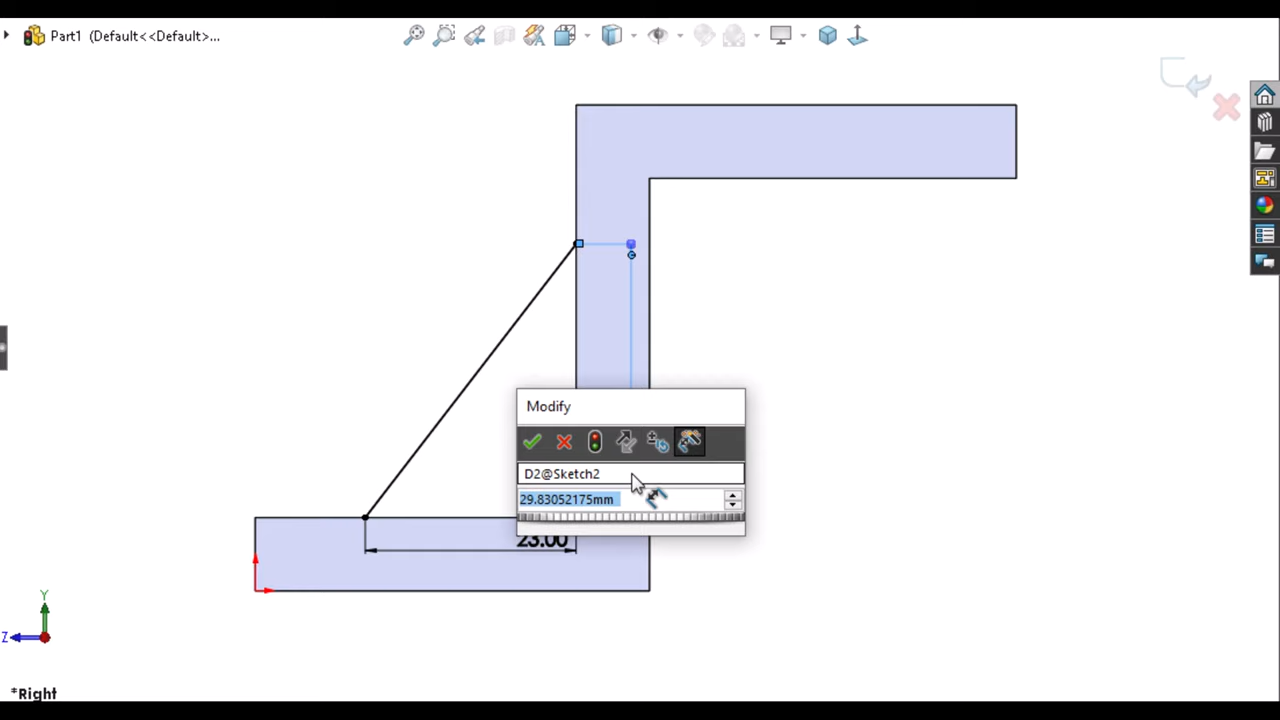 Part1 (Default<<Default>...
Modify
D2@Sketch2
29.83052175mm
23.00
Y
Z
*Right